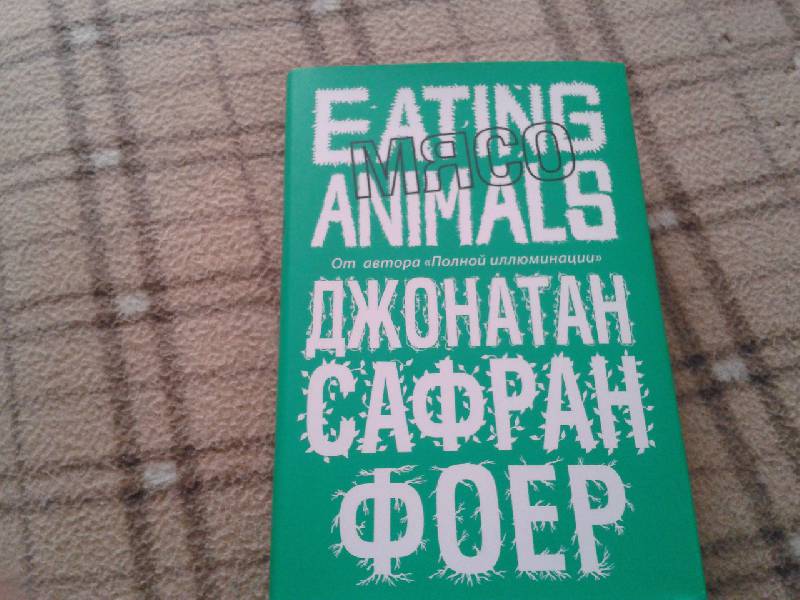 EATING
МЯСО
ANIMALS
От автора «Полной иллюминации»
ДЖОНАТАН
САФРАН
ФОЕР